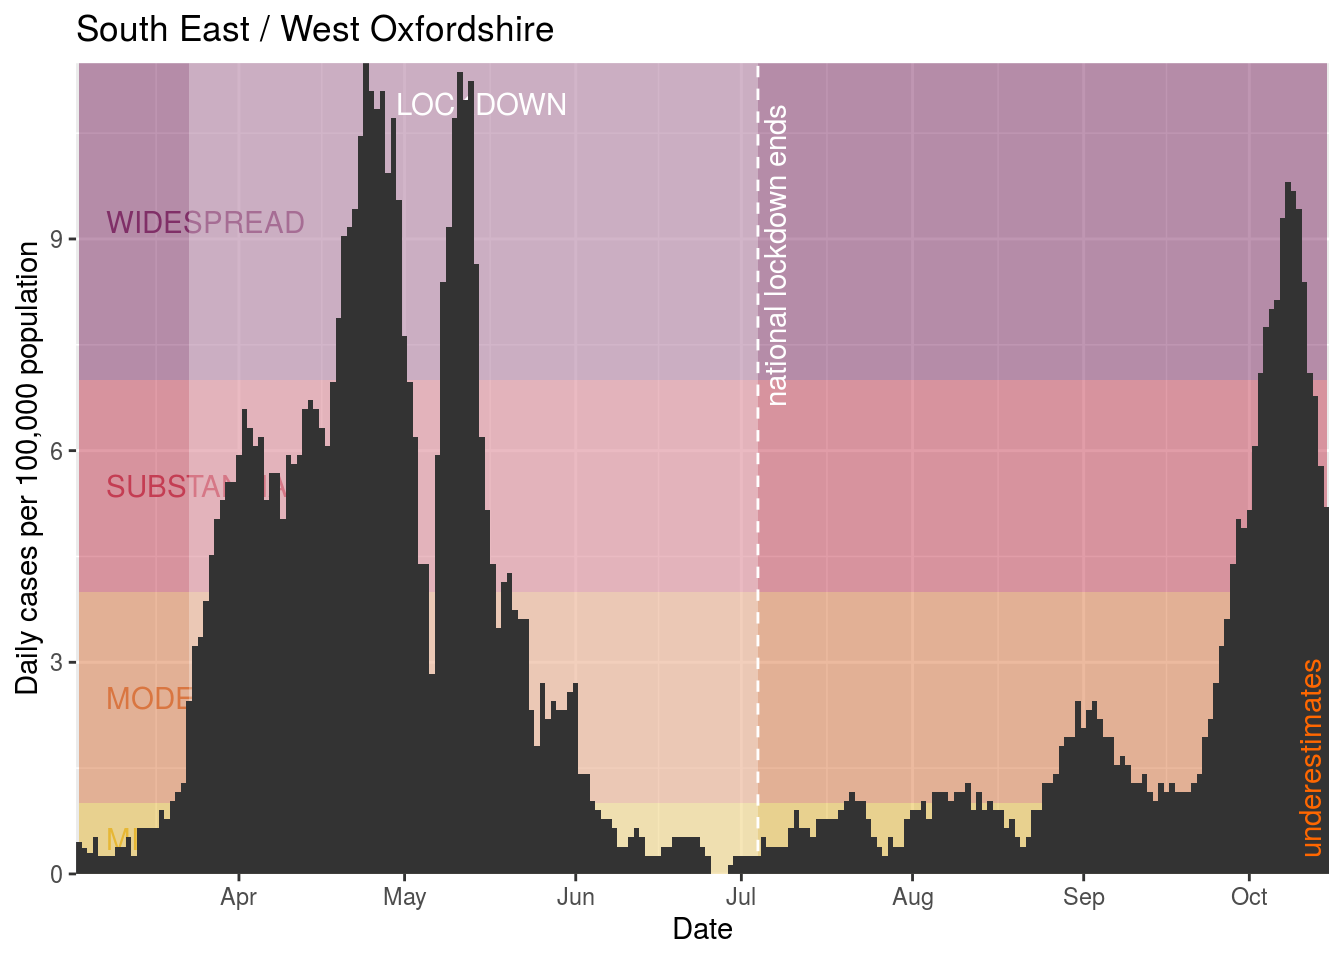 South East / West Oxfordshire
LOC DOWN
national lockdown ends
WIDESPREAD
SUBSTAN
MODE
M
underestimates
Daily cases per 100,000 population
9
6
3
0
Apr May Jun Jul Aug Sep Oct
Date